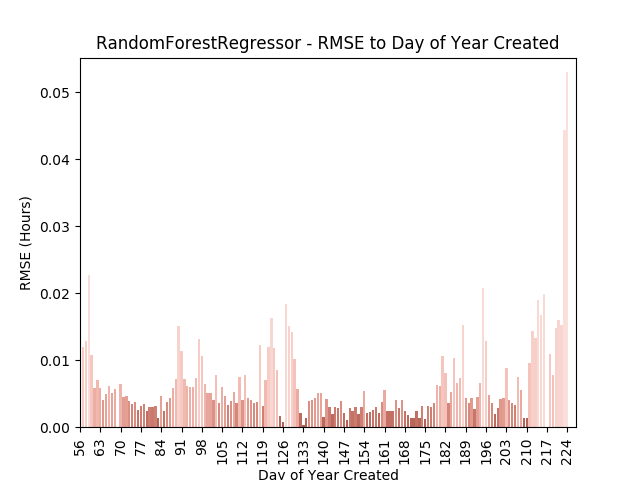 RandomForestRegressor - RMSE to Day of Year Created
RMSE (Hours)
0.05
0.04
0.03
0.02
0.01
0.00
56 63 70 77 84 91 98 105 112 119 126 133 140 147 154 161 168 175 182 189 196 203 210 217 224
Day of Year Created